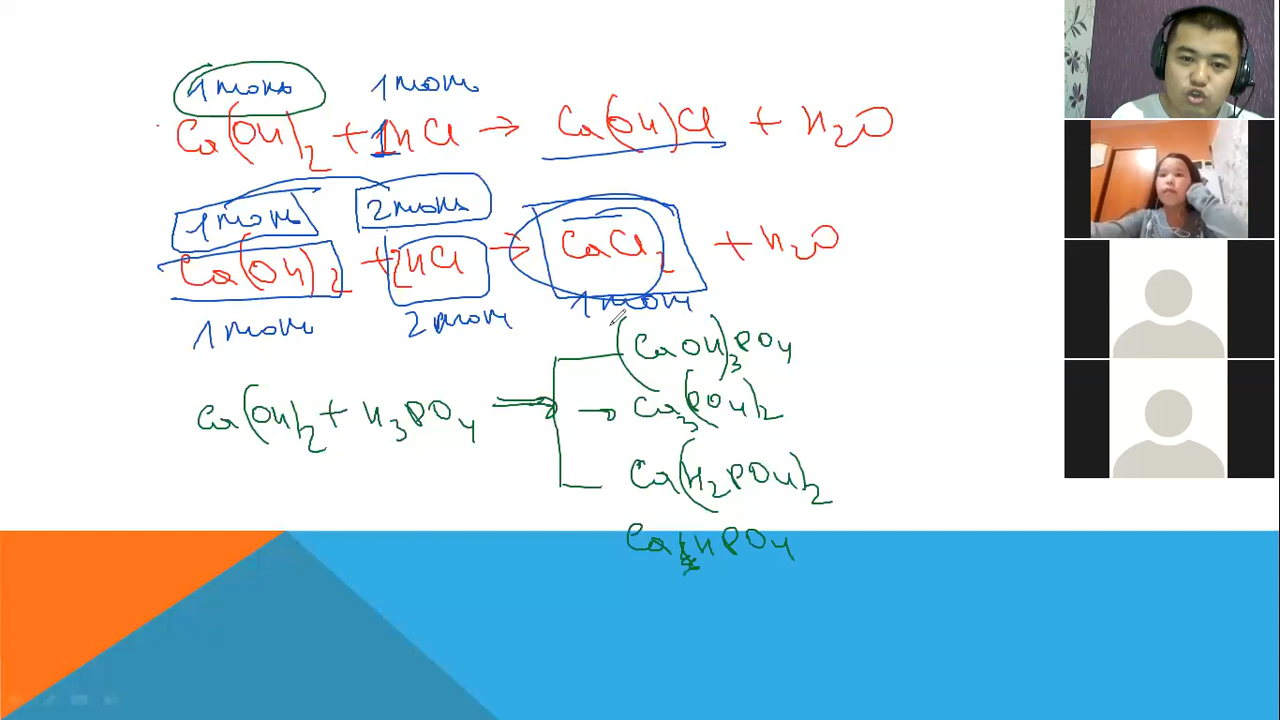 1 моль 1 моль
Ca(OH)2 + 1HCl → Ca(OH)Cl + H2O
1 моль 2 моль
Ca(OH)2 + 2HCl → CaCl2 + H2O
1 моль 2 моль 1 моль
(CaOH)3PO4
Ca(OH)2 + H3PO4 → → Ca3(PO4)2
Ca(H2PO4)2
CaHPO4